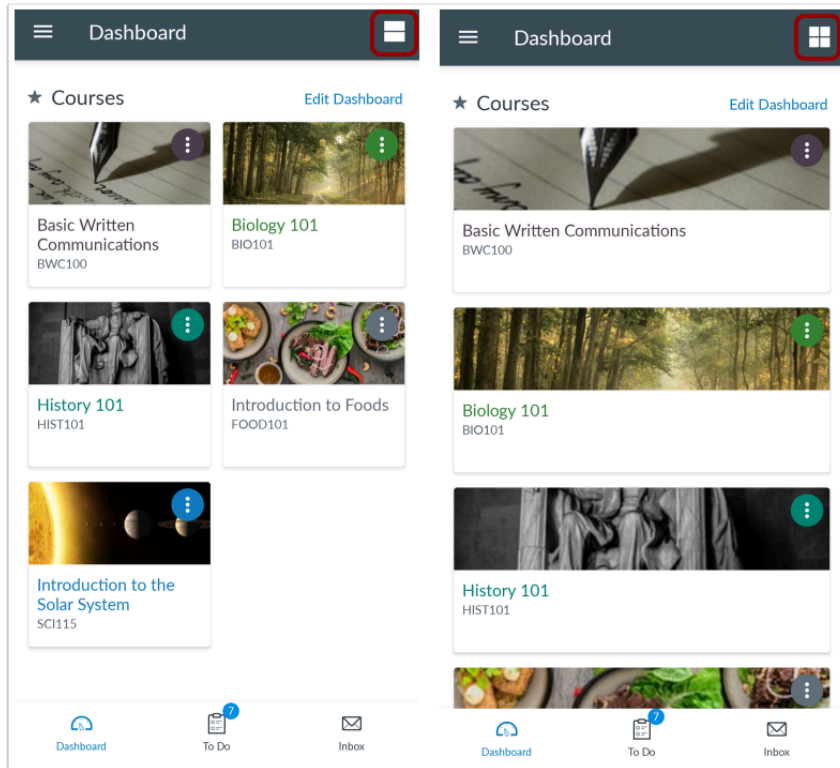 Dashboard
Courses
Edit Dashboard
Basic Written
Communications
BWC100
Biology 101
BIO101
History 101
HIST101
Introduction to Foods
FOOD101
Introduction to the
Solar System
SCI115
Dashboard
7
To Do
Inbox
Dashboard
Courses
Edit Dashboard
Basic Written Communications
BWC100
Biology 101
BIO101
History 101
HIST101
Dashboard
7
To Do
Inbox